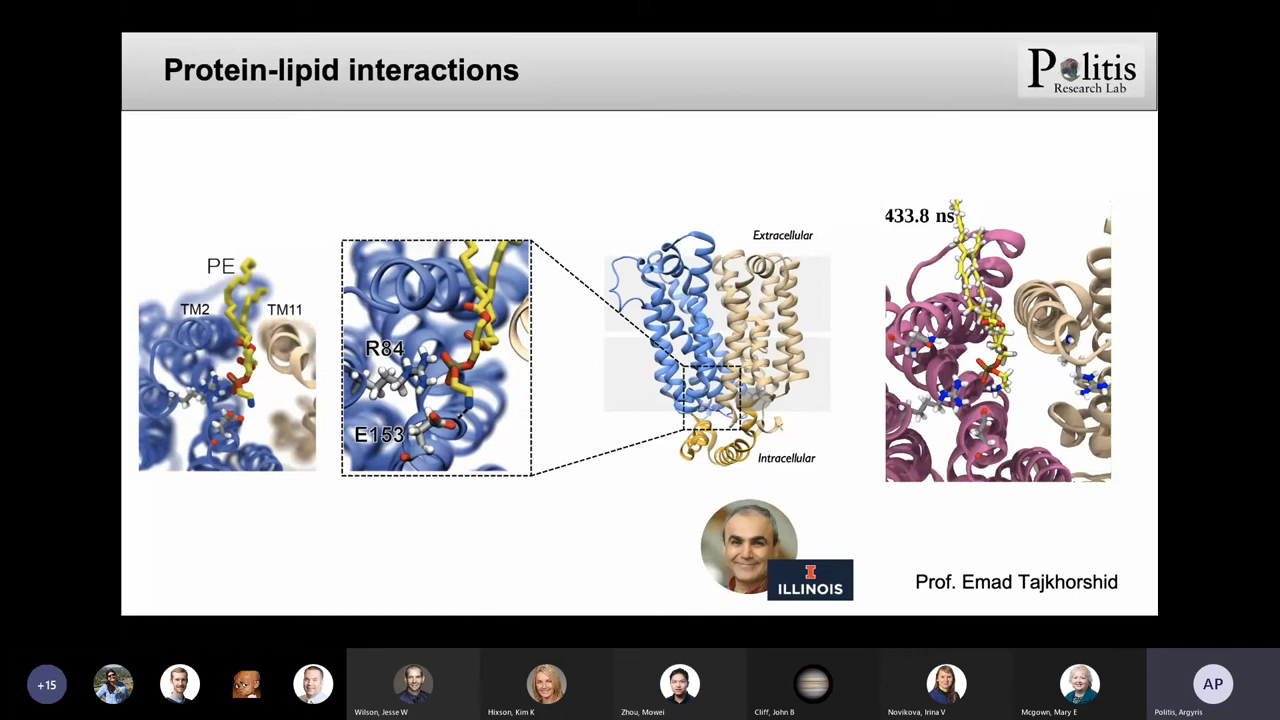 Protein-lipid interactions
Politis
Research Lab
433.8 ns
Extracellular
PE
TM2
TM11
R84
E153
Intracellular
I
ILLINOIS
Prof. Emad Tajkhorshid
+15
Wilson, Jesse W
Hixson, Kim K
Zhou, Mowei
Cliff, John B
Novikova, Irina V
Mcgown, Mary E
AP
Politis, Argyris